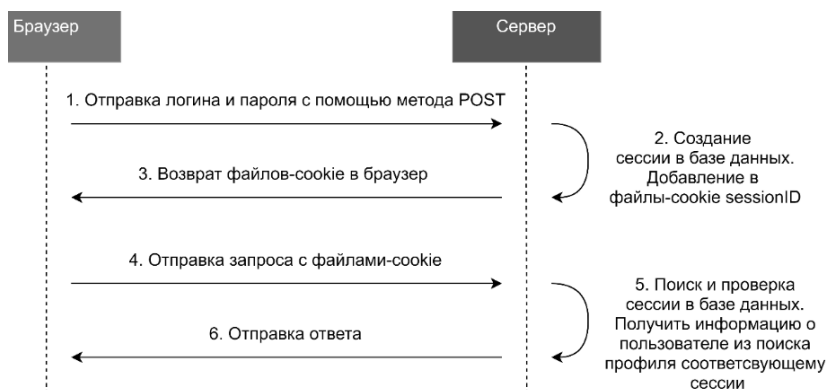 Браузер
Сервер
1. Отправка логина и пароля с помощью метода POST
2. Создание
сессии в базе данных.
Добавление в
файлы-cookie sessionID
3. Возврат файлов-cookie в браузер
4. Отправка запроса с файлами-cookie
5. Поиск и проверка
сессии в базе данных.
Получить информацию о
пользователе из поиска
профиля соответсвующему
сессии
6. Отправка ответа